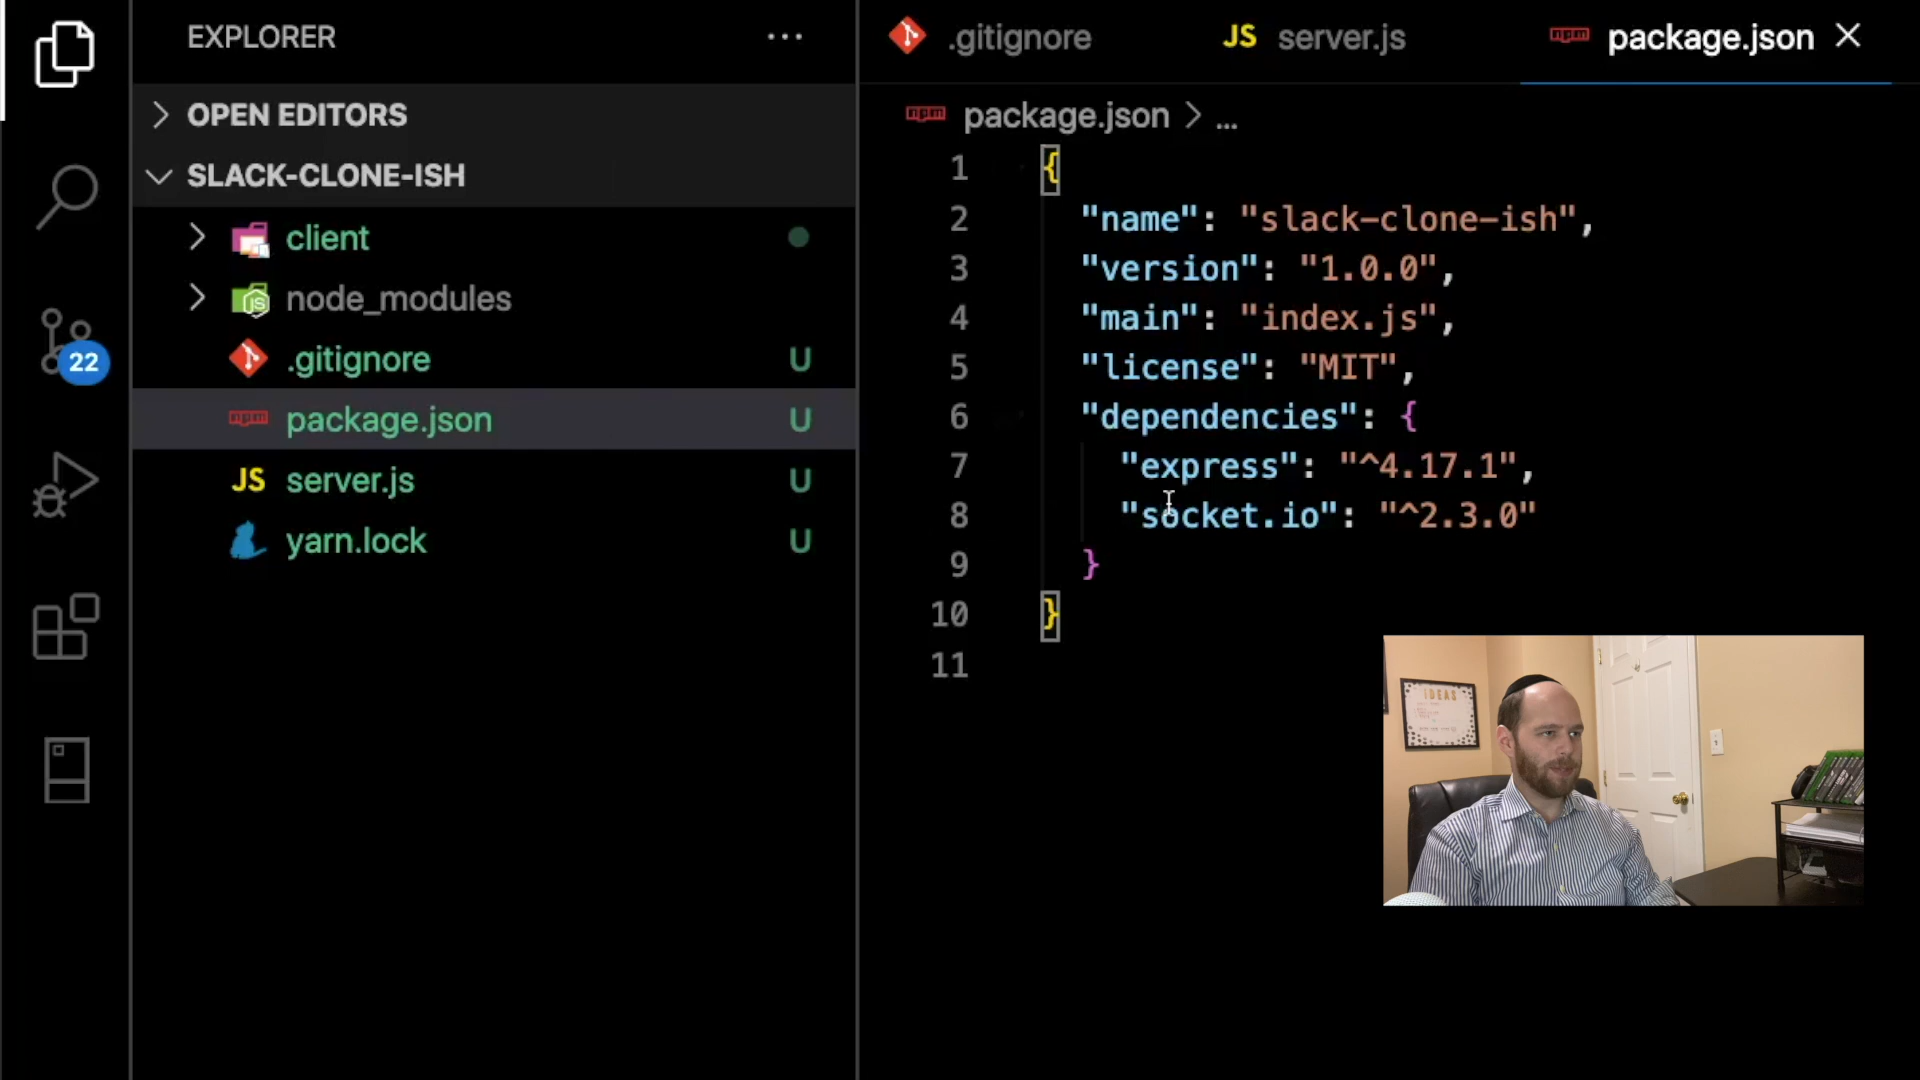 EXPLORER
OPEN EDITORS
SLACK-CLONE-ISH
client
node_modules
.gitignore U
package.json U
JS server.js U
yarn.lock U
22
.gitignore JS server.js npm package.json
npm package.json > ...
1 {
2 "name": "slack-clone-ish",
3 "version": "1.0.0",
4 "main": "index.js",
5 "license": "MIT",
6 "dependencies": {
7 "express": "^4.17.1",
8 "socket.io": "^2.3.0"
9 }
10 }
11
IDEAS